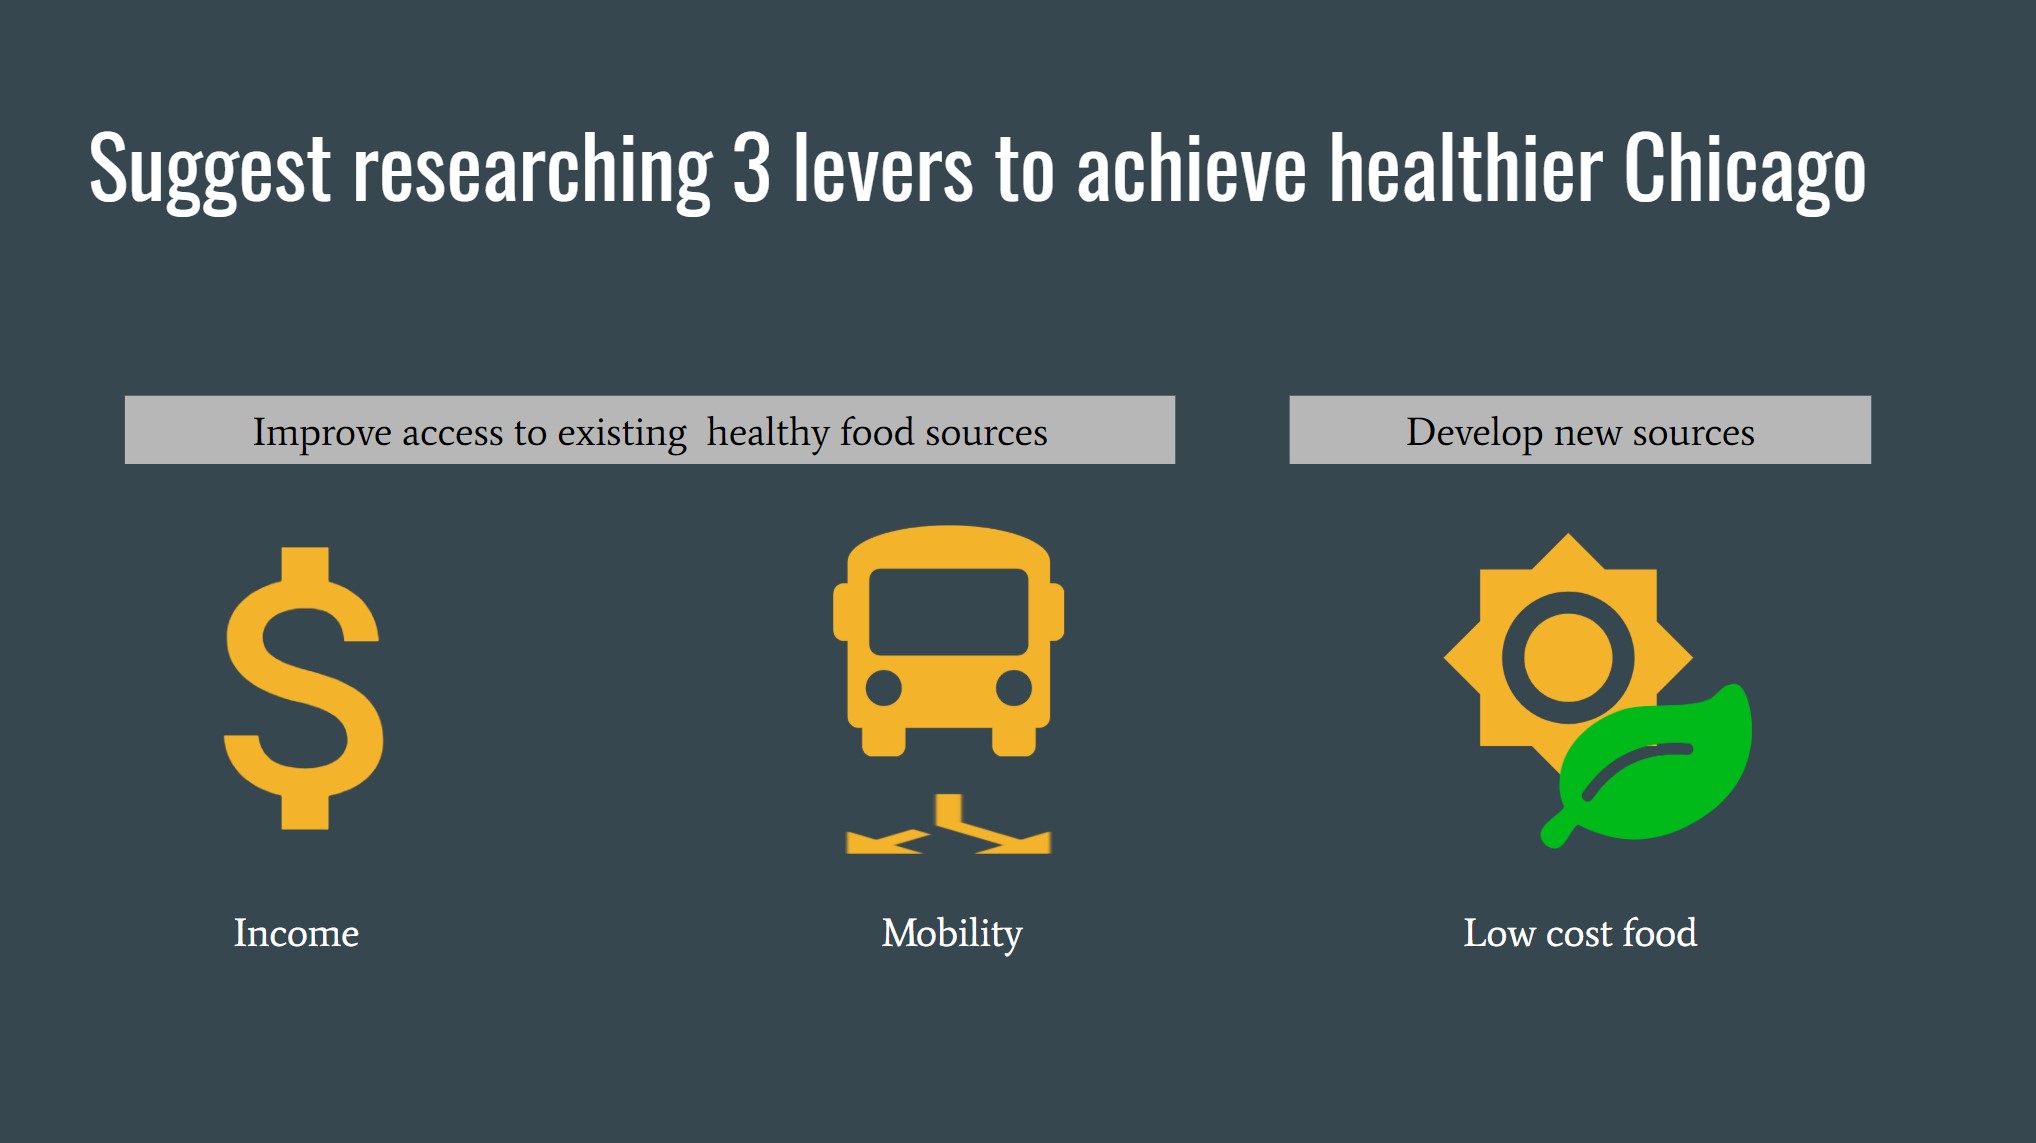 Suggest researching 3 levers to achieve healthier Chicago
Improve access to existing  healthy food sources
Develop new sources
$
Income
Mobility
Low cost food